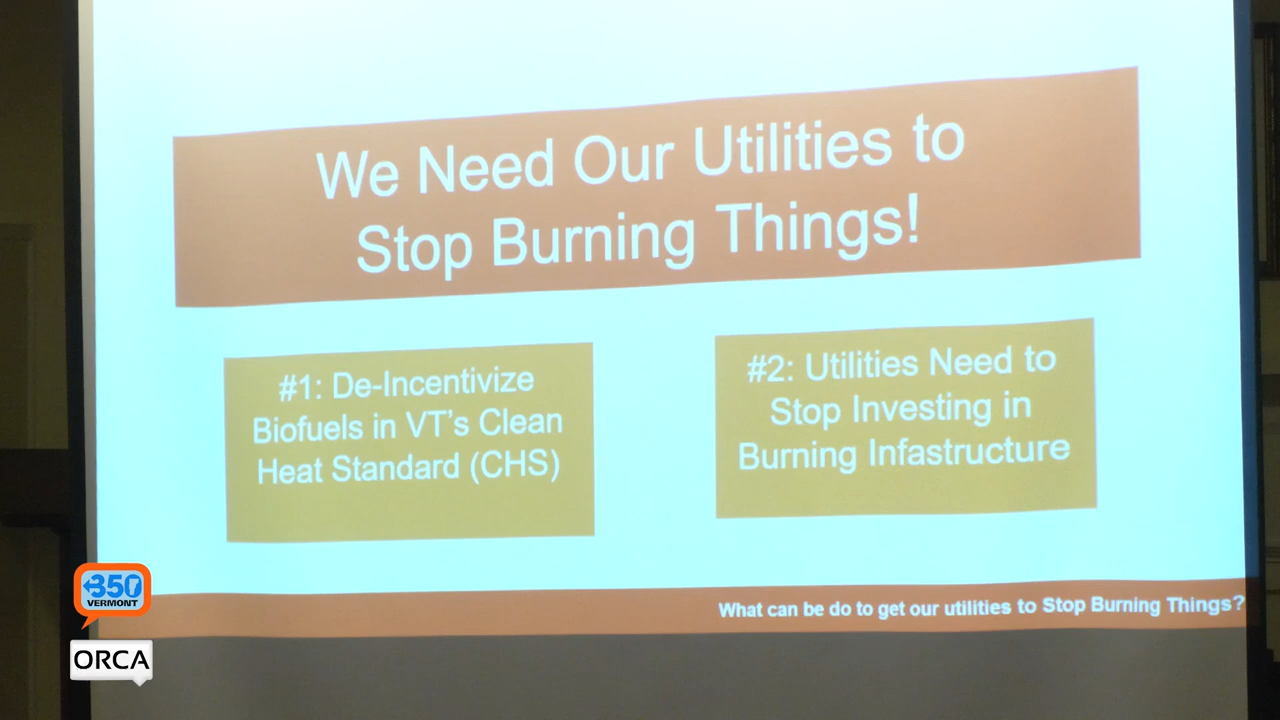 We Need Our Utilities to
Stop Burning Things!
#1: De-Incentivize
Biofuels in VT's Clean
Heat Standard (CHS)
#2: Utilities Need to
Stop Investing in
Burning Infastructure
What can be do to get our utilities to Stop Burning Things?
350
VERMONT
ORCA